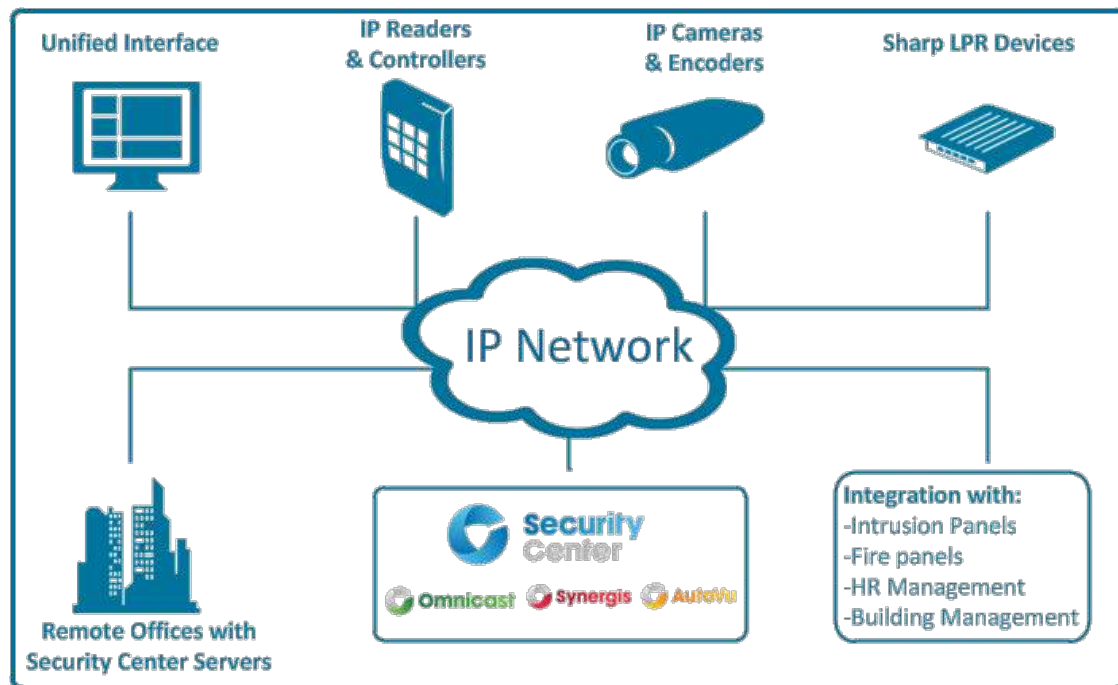 Unified Interface
IP Readers
& Controllers
IP Cameras
& Encoders
Sharp LPR Devices
IP Network
Remote Offices with
Security Center Servers
Security
Center
Omnicast
Synergis
AutoVu
Integration with:
-Intrusion Panels
-Fire panels
-HR Management
-Building Management